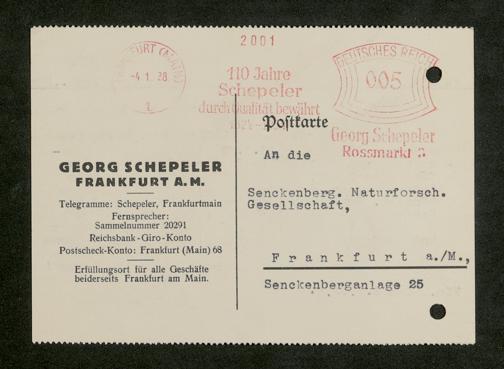 2001
FRANKFURT (MAIN)
-4.1.28
1
110 Jahre
Schepeler
durch Qualität bewährt
DEUTSCHES REICH
005
Georg Schepeler
Rossmarkt 3
Postkarte
An die
Senckenberg. Naturforsch.
Gesellschaft,
Frankfurt a./M.,
Senckenberganlage 25
GEORG SCHEPELER
FRANKFURT A.M.
Telegramme: Schepeler, Frankfurtmain
Fernsprecher:
Sammelnummer 20291
Reichsbank-Giro-Konto
Postscheck-Konto: Frankfurt (Main) 68
Erfüllungsort für alle Geschäfte
beiderseits Frankfurt am Main.